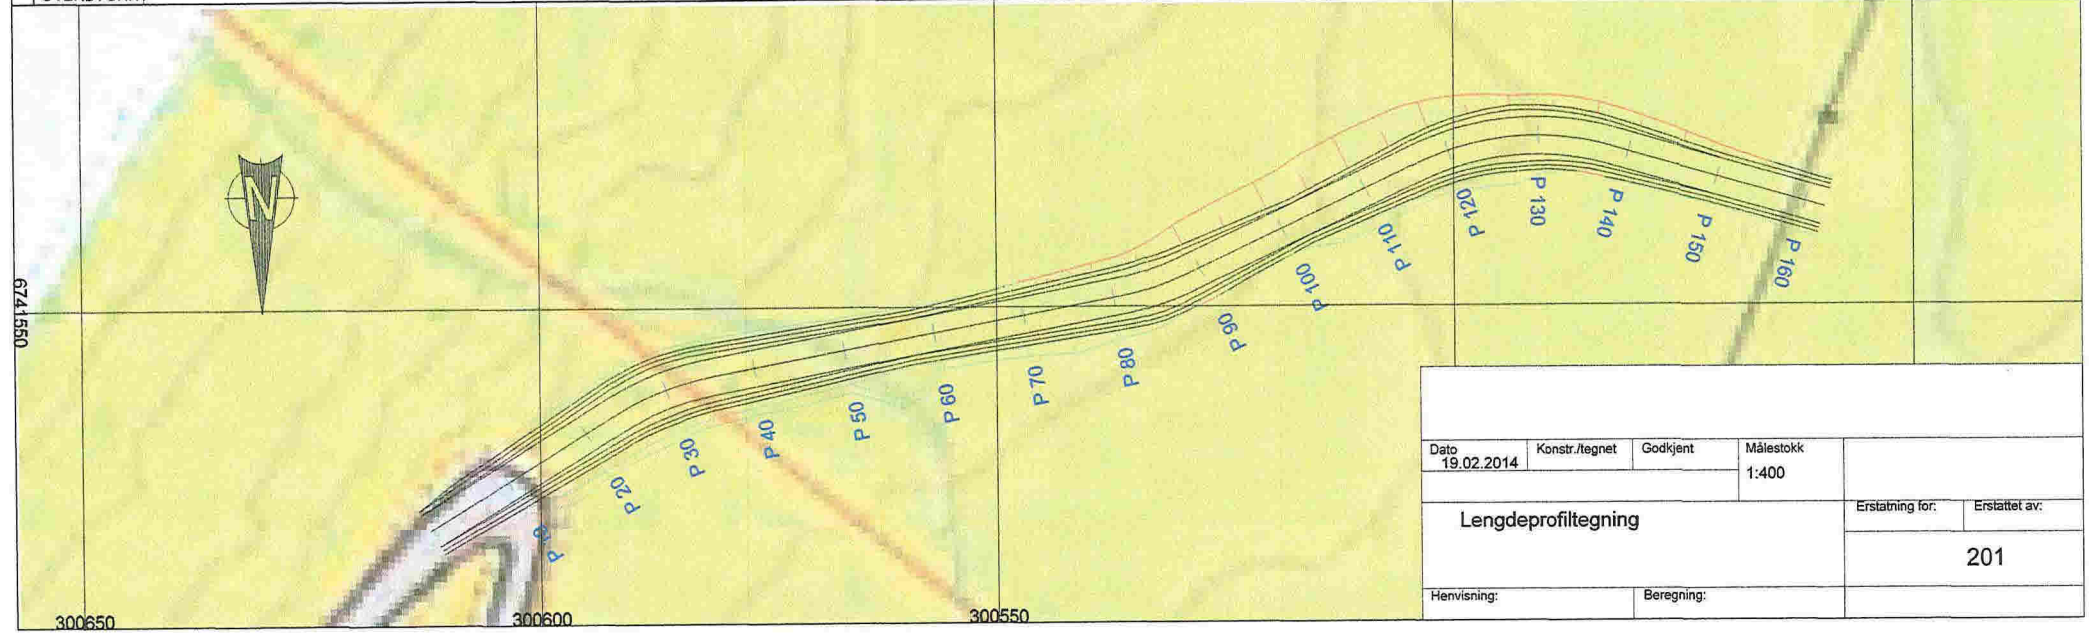 N
6741550
300650
300600
300550
P 20
P 30
P 40
P 50
P 60
P 70
P 80
P 90
P 100
P 110
P 120
P 130
P 140
P 150
P 160
Dato
19.02.2014
Konstr./tegnet
Godkjent
Målestokk
1:400
Lengdeprofiltegning
Erstatning for:
Erstattet av:
201
Henvisning:
Beregning: